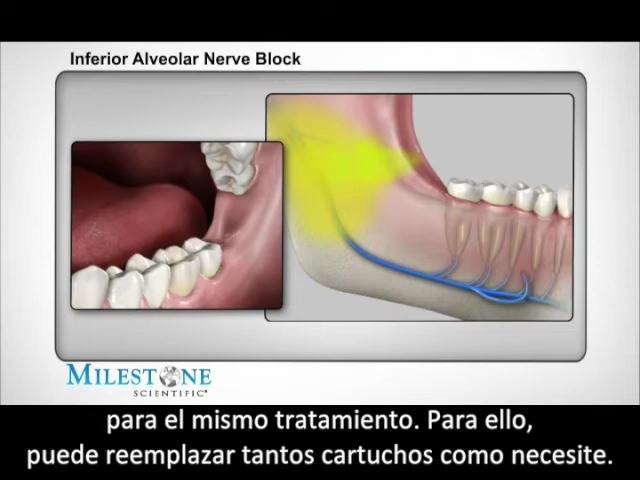 Inferior Alveolar Nerve Block
MILESTONE
SCIENTIFIC®
para el mismo tratamiento. Para ello,
puede reemplazar tantos cartuchos como necesite.